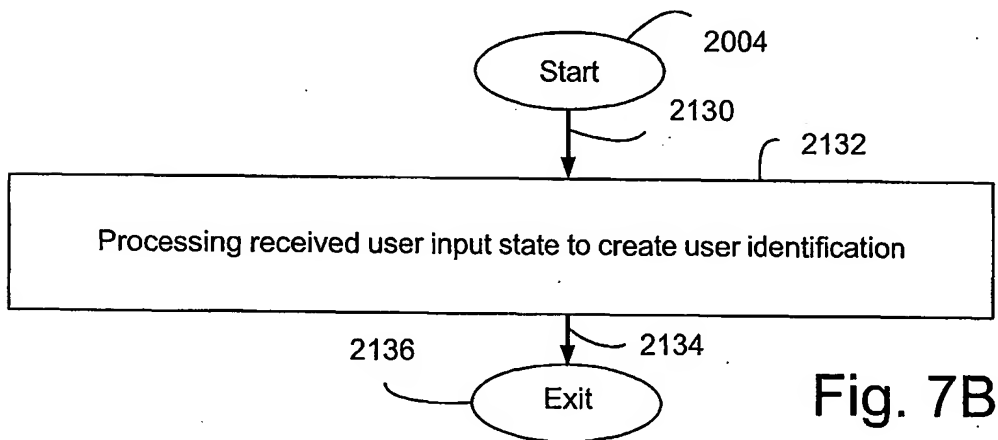 2004
Start
2130
2132
Processing received user input state to create user identification
2136
2134
Exit
Fig. 7B